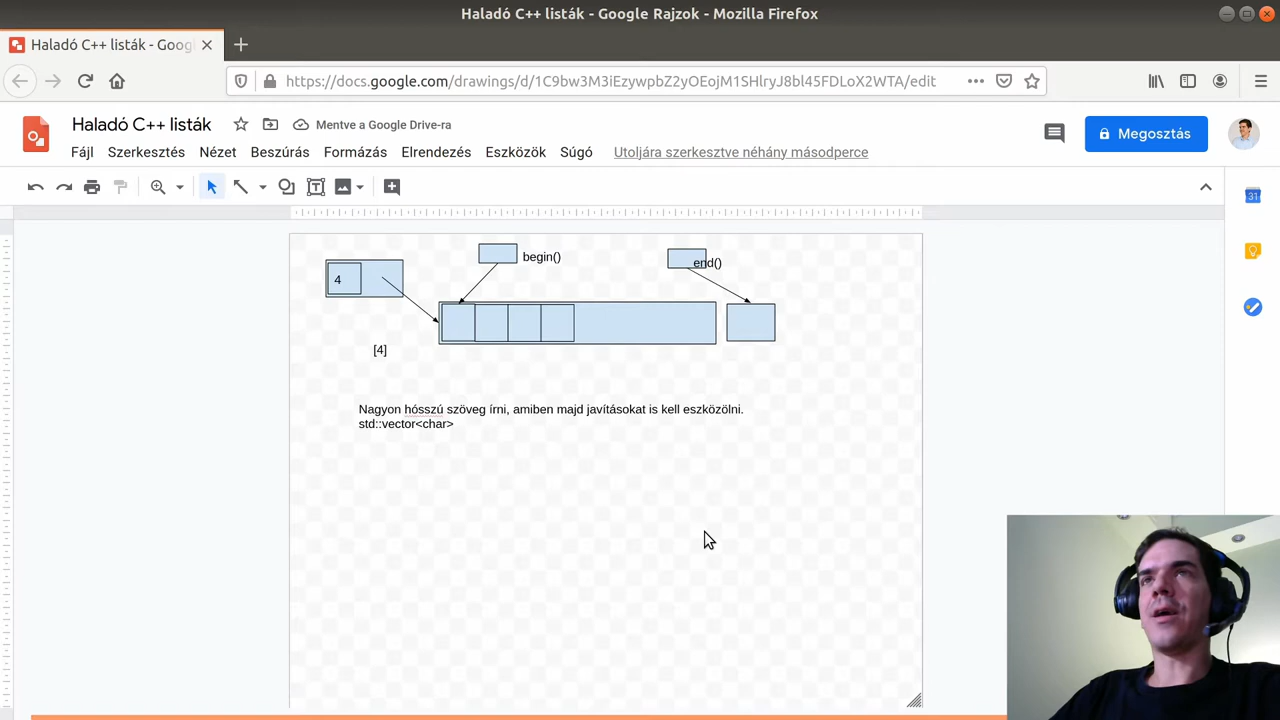 Haladó C++ listák - Google Rajzok - Mozilla Firefox
Haladó C++ listák - Goog
https://docs.google.com/drawings/d/1C9bw3M3iEzywpbZ2yOEojM1SHlryJ8bl45FDLoX2WTA/edit
Haladó C++ listák
Mentve a Google Drive-ra
Megosztás
Fájl Szerkesztés Nézet Beszúrás Formázás Elrendezés Eszközök Súgó Utoljára szerkesztve néhány másodperce
31
begin()
end()
4
[4]
Nagyon hósszú szöveg írni, amiben majd javításokat is kell eszközölni.
std::vector<char>